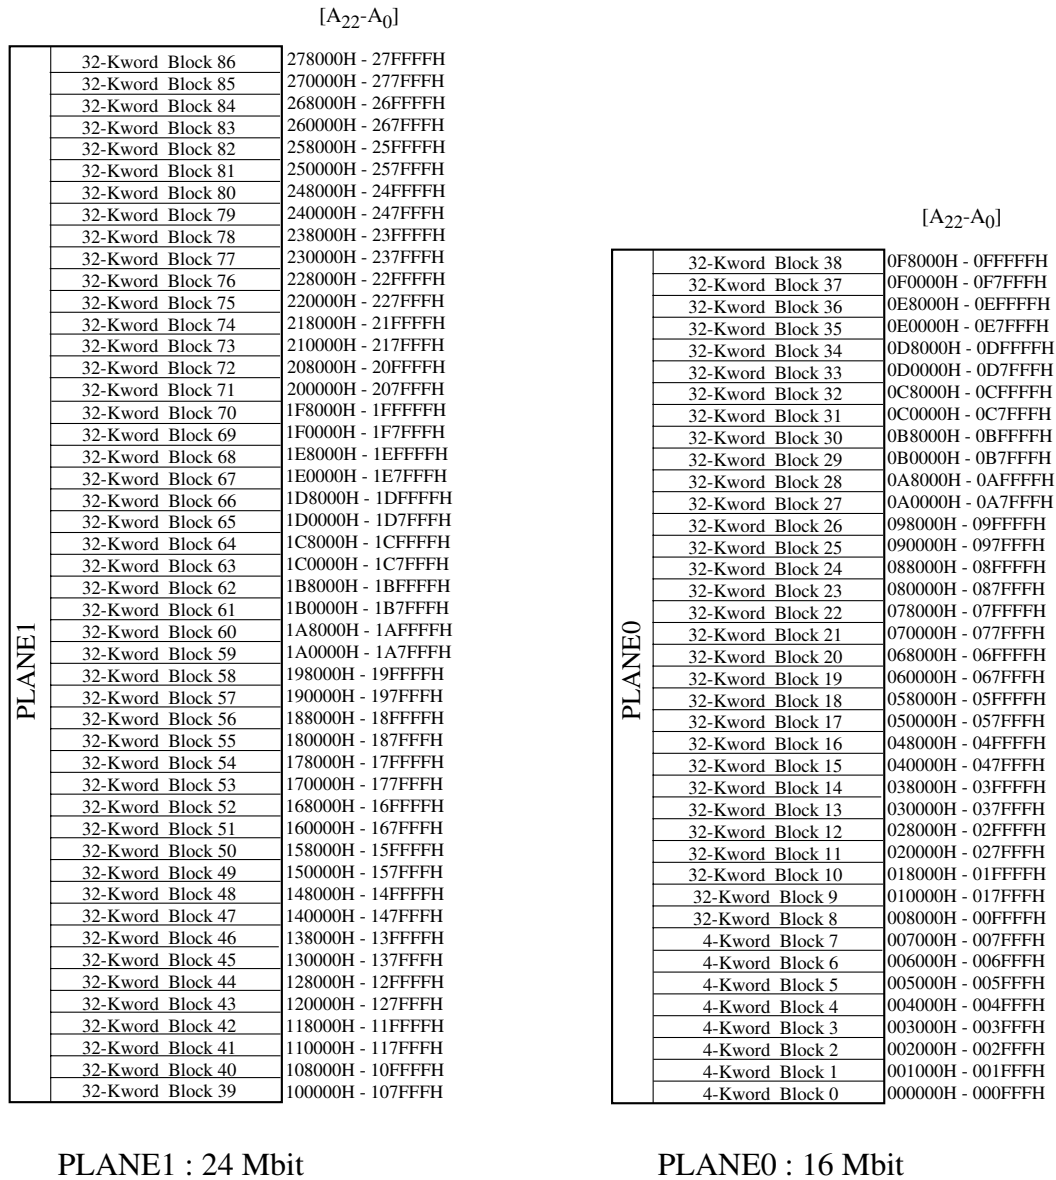 [A22-A0]
PLANE1
32-Kword Block 86 278000H - 27FFFFH
32-Kword Block 85 270000H - 277FFFH
32-Kword Block 84 268000H - 26FFFFH
32-Kword Block 83 260000H - 267FFFH
32-Kword Block 82 258000H - 25FFFFH
32-Kword Block 81 250000H - 257FFFH
32-Kword Block 80 248000H - 24FFFFH
32-Kword Block 79 240000H - 247FFFH
32-Kword Block 78 238000H - 23FFFFH
32-Kword Block 77 230000H - 237FFFH
32-Kword Block 76 228000H - 22FFFFH
32-Kword Block 75 220000H - 227FFFH
32-Kword Block 74 218000H - 21FFFFH
32-Kword Block 73 210000H - 217FFFH
32-Kword Block 72 208000H - 20FFFFH
32-Kword Block 71 200000H - 207FFFH
32-Kword Block 70 1F8000H - 1FFFFFH
32-Kword Block 69 1F0000H - 1F7FFFH
32-Kword Block 68 1E8000H - 1EFFFFH
32-Kword Block 67 1E0000H - 1E7FFFH
32-Kword Block 66 1D8000H - 1DFFFFH
32-Kword Block 65 1D0000H - 1D7FFFH
32-Kword Block 64 1C8000H - 1CFFFFH
32-Kword Block 63 1C0000H - 1C7FFFH
32-Kword Block 62 1B8000H - 1BFFFFH
32-Kword Block 61 1B0000H - 1B7FFFH
32-Kword Block 60 1A8000H - 1AFFFFH
32-Kword Block 59 1A0000H - 1A7FFFH
32-Kword Block 58 198000H - 19FFFFH
32-Kword Block 57 190000H - 197FFFH
32-Kword Block 56 188000H - 18FFFFH
32-Kword Block 55 180000H - 187FFFH
32-Kword Block 54 178000H - 17FFFFH
32-Kword Block 53 170000H - 177FFFH
32-Kword Block 52 168000H - 16FFFFH
32-Kword Block 51 160000H - 167FFFH
32-Kword Block 50 158000H - 15FFFFH
32-Kword Block 49 150000H - 157FFFH
32-Kword Block 48 148000H - 14FFFFH
32-Kword Block 47 140000H - 147FFFH
32-Kword Block 46 138000H - 13FFFFH
32-Kword Block 45 130000H - 137FFFH
32-Kword Block 44 128000H - 12FFFFH
32-Kword Block 43 120000H - 127FFFH
32-Kword Block 42 118000H - 11FFFFH
32-Kword Block 41 110000H - 117FFFH
32-Kword Block 40 108000H - 10FFFFH
32-Kword Block 39 100000H - 107FFFH
PLANE1 : 24 Mbit
[A22-A0]
PLANE0
32-Kword Block 38 0F8000H - 0FFFFFH
32-Kword Block 37 0F0000H - 0F7FFFH
32-Kword Block 36 0E8000H - 0EFFFFH
32-Kword Block 35 0E0000H - 0E7FFFH
32-Kword Block 34 0D8000H - 0DFFFFH
32-Kword Block 33 0D0000H - 0D7FFFH
32-Kword Block 32 0C8000H - 0CFFFFH
32-Kword Block 31 0C0000H - 0C7FFFH
32-Kword Block 30 0B8000H - 0BFFFFH
32-Kword Block 29 0B0000H - 0B7FFFH
32-Kword Block 28 0A8000H - 0AFFFFH
32-Kword Block 27 0A0000H - 0A7FFFH
32-Kword Block 26 098000H - 09FFFFH
32-Kword Block 25 090000H - 097FFFH
32-Kword Block 24 088000H - 08FFFFH
32-Kword Block 23 080000H - 087FFFH
32-Kword Block 22 078000H - 07FFFFH
32-Kword Block 21 070000H - 077FFFH
32-Kword Block 20 068000H - 06FFFFH
32-Kword Block 19 060000H - 067FFFH
32-Kword Block 18 058000H - 05FFFFH
32-Kword Block 17 050000H - 057FFFH
32-Kword Block 16 048000H - 04FFFFH
32-Kword Block 15 040000H - 047FFFH
32-Kword Block 14 038000H - 03FFFFH
32-Kword Block 13 030000H - 037FFFH
32-Kword Block 12 028000H - 02FFFFH
32-Kword Block 11 020000H - 027FFFH
32-Kword Block 10 018000H - 01FFFFH
32-Kword Block 9 010000H - 017FFFH
32-Kword Block 8 008000H - 00FFFFH
4-Kword Block 7 007000H - 007FFFH
4-Kword Block 6 006000H - 006FFFH
4-Kword Block 5 005000H - 005FFFH
4-Kword Block 4 004000H - 004FFFH
4-Kword Block 3 003000H - 003FFFH
4-Kword Block 2 002000H - 002FFFH
4-Kword Block 1 001000H - 001FFFH
4-Kword Block 0 000000H - 000FFFH
PLANE0 : 16 Mbit